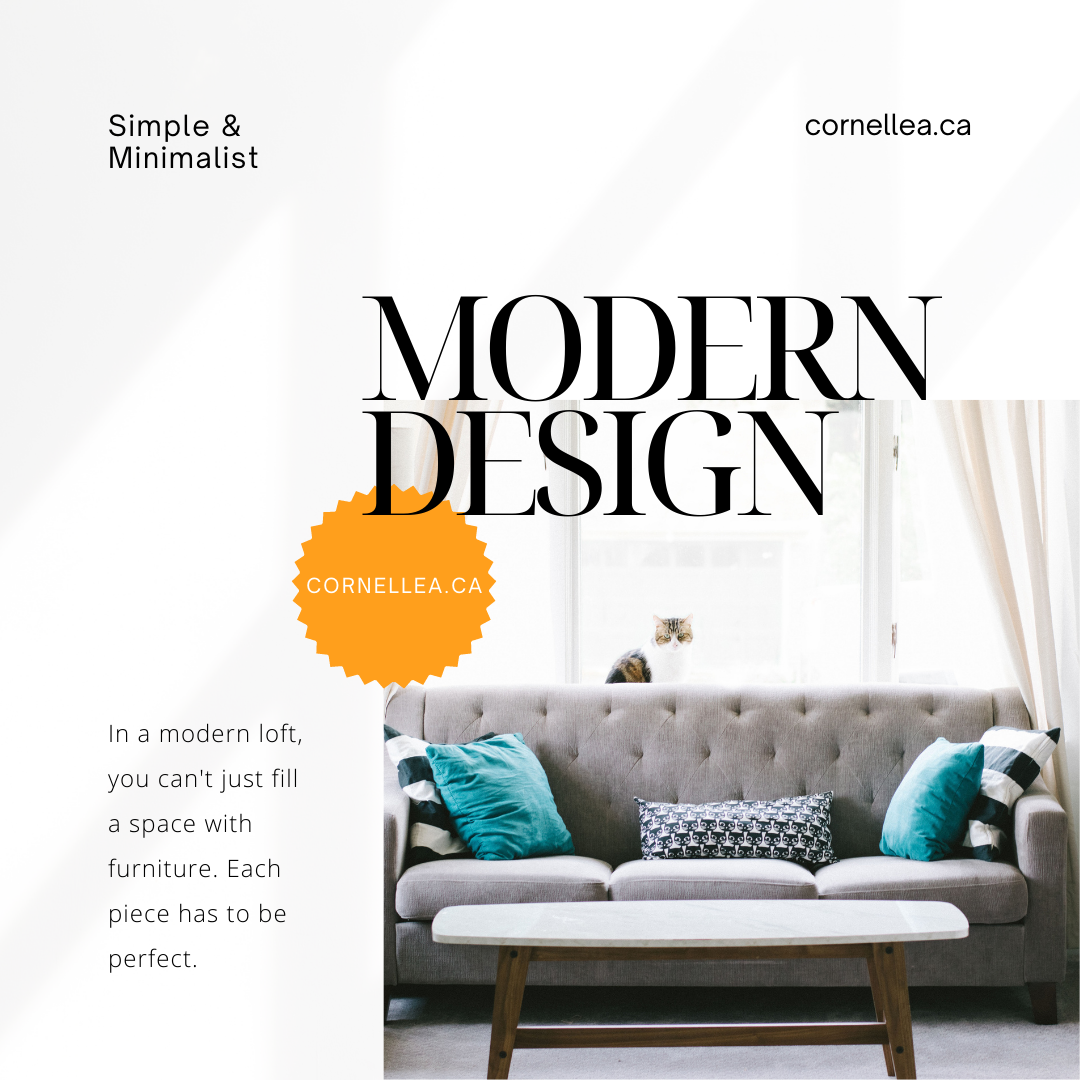 Simple &
Minimalist
cornellea.ca
MODERN
DESIGN
CORNELLEA.CA
In a modern loft,
you can't just fill
a space with
furniture. Each
piece has to be
perfect.